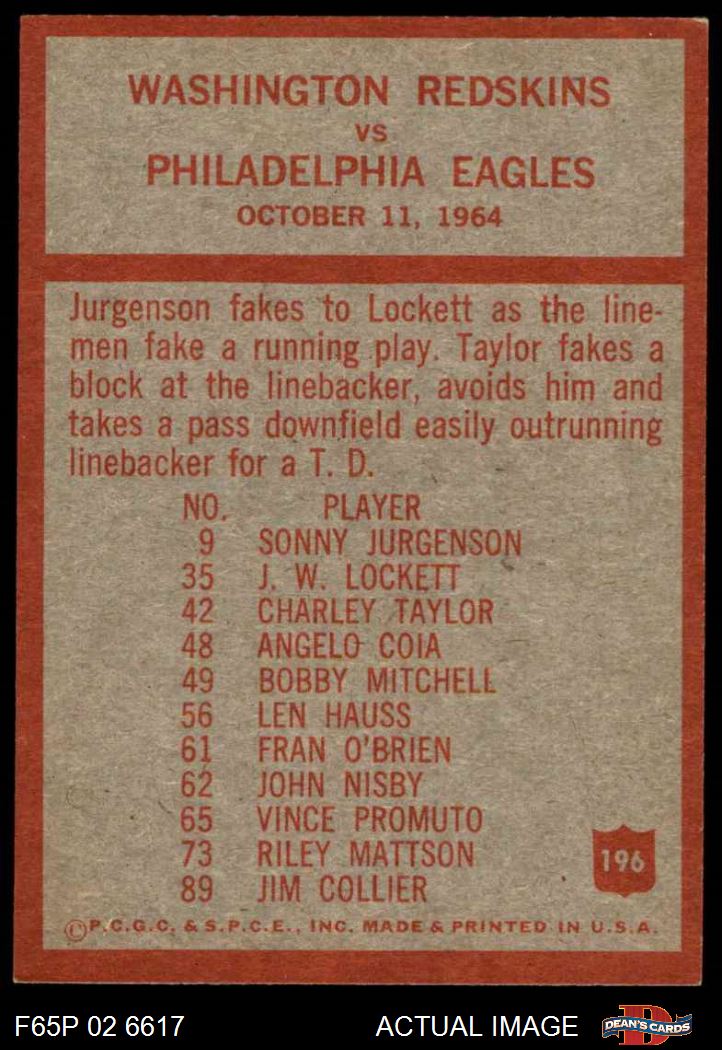 WASHINGTON REDSKINS
VS
PHILADELPHIA EAGLES
OCTOBER 11, 1964
Jurgenson fakes to Lockett as the line-
men fake a running play. Taylor fakes a
block at the linebacker, avoids him and
takes a pass downfield easily outrunning
linebacker for a T. D.
NO. PLAYER
9 SONNY JURGENSON
35 J. W. LOCKETT
42 CHARLEY TAYLOR
48 ANGELO COIA
49 BOBBY MITCHELL
56 LEN HAUSS
61 FRAN O'BRIEN
62 JOHN NISBY
65 VINCE PROMUTO
73 RILEY MATTSON
89 JIM COLLIER
196
©P.C.G.C. & S.P.C.E., INC. MADE & PRINTED IN U.S.A.
F65P 02 6617 ACTUAL IMAGE DEAN'S CARDS